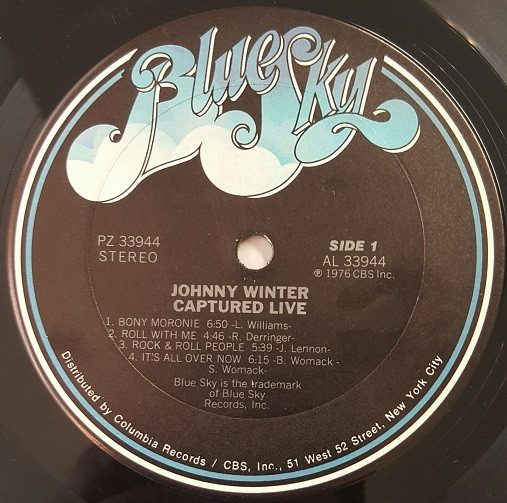 Blue Sky
PZ 33944
STEREO
SIDE 1
AL 33944
℗ 1976 CBS Inc.
JOHNNY WINTER
CAPTURED LIVE
1. BONY MORONIE 6:50 -L. Williams-
2. ROLL WITH ME 4:46 -R. Derringer-
3. ROCK & ROLL PEOPLE 5:39 -J. Lennon-
4. IT'S ALL OVER NOW 6:15 -B. Womack -
S. Womack-
Blue Sky is the trademark
of Blue Sky
Records, Inc.
Distributed by Columbia Records / CBS, Inc., 51 West 52 Street, New York City